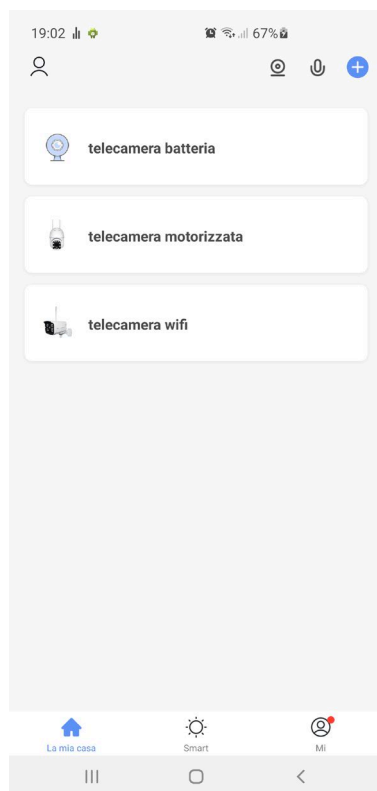 19:02
67%
telecamera batteria
telecamera motorizzata
telecamera wifi
La mia casa
Smart
Mi